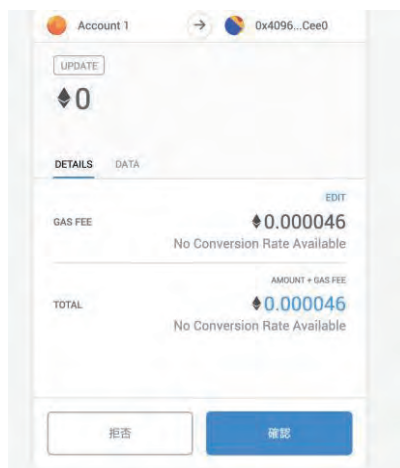 Account 1 0x4096...Cee0
UPDATE
0
DETAILS DATA
EDIT
GAS FEE 0.000046
No Conversion Rate Available
AMOUNT + GAS FEE
TOTAL 0.000046
No Conversion Rate Available
拒否 確認